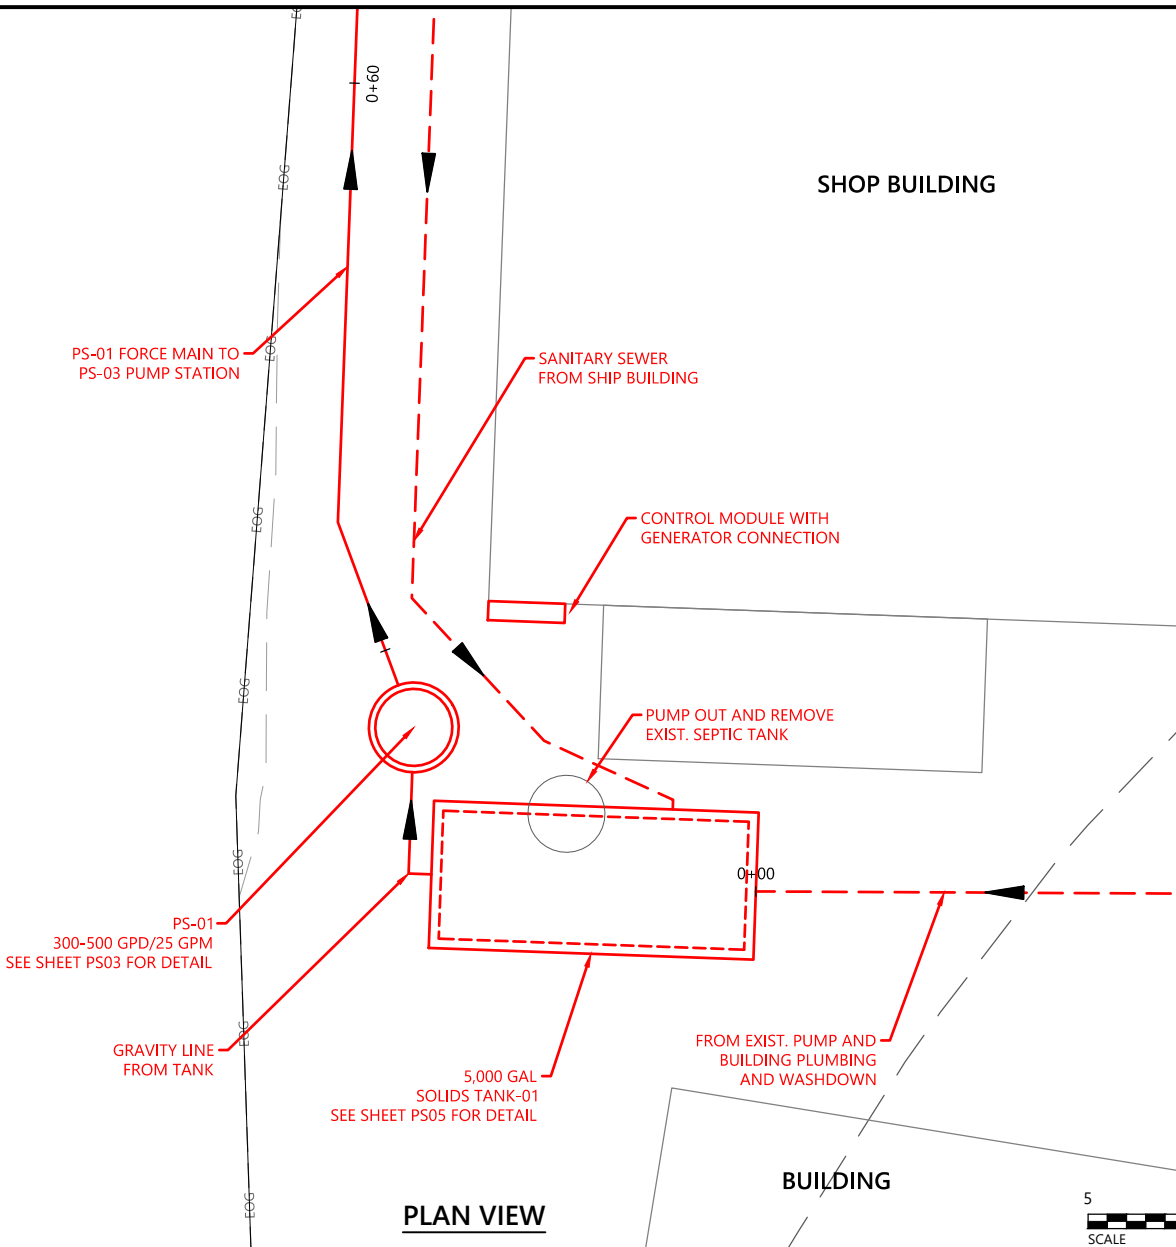 EOG
0+60
EOG
SHOP BUILDING
EOG
PS-01 FORCE MAIN TO
PS-03 PUMP STATION
SANITARY SEWER
FROM SHIP BUILDING
EOG
CONTROL MODULE WITH
GENERATOR CONNECTION
EOG
PUMP OUT AND REMOVE
EXIST. SEPTIC TANK
EOG
0+00
PS-01
300-500 GPD/25 GPM
SEE SHEET PS03 FOR DETAIL
EOG
GRAVITY LINE
FROM TANK
5,000 GAL
SOLIDS TANK-01
SEE SHEET PS05 FOR DETAIL
FROM EXIST. PUMP AND
BUILDING PLUMBING
AND WASHDOWN
EOG
BUILDING
PLAN VIEW
5
SCALE